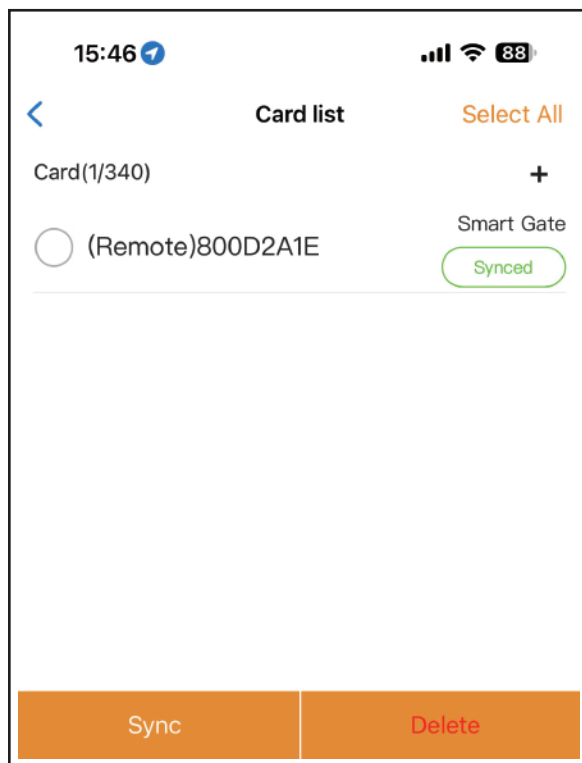 15:46 88
Card list Select All
Card(1/340) +
Smart Gate
(Remote)800D2A1E
Synced
Sync Delete